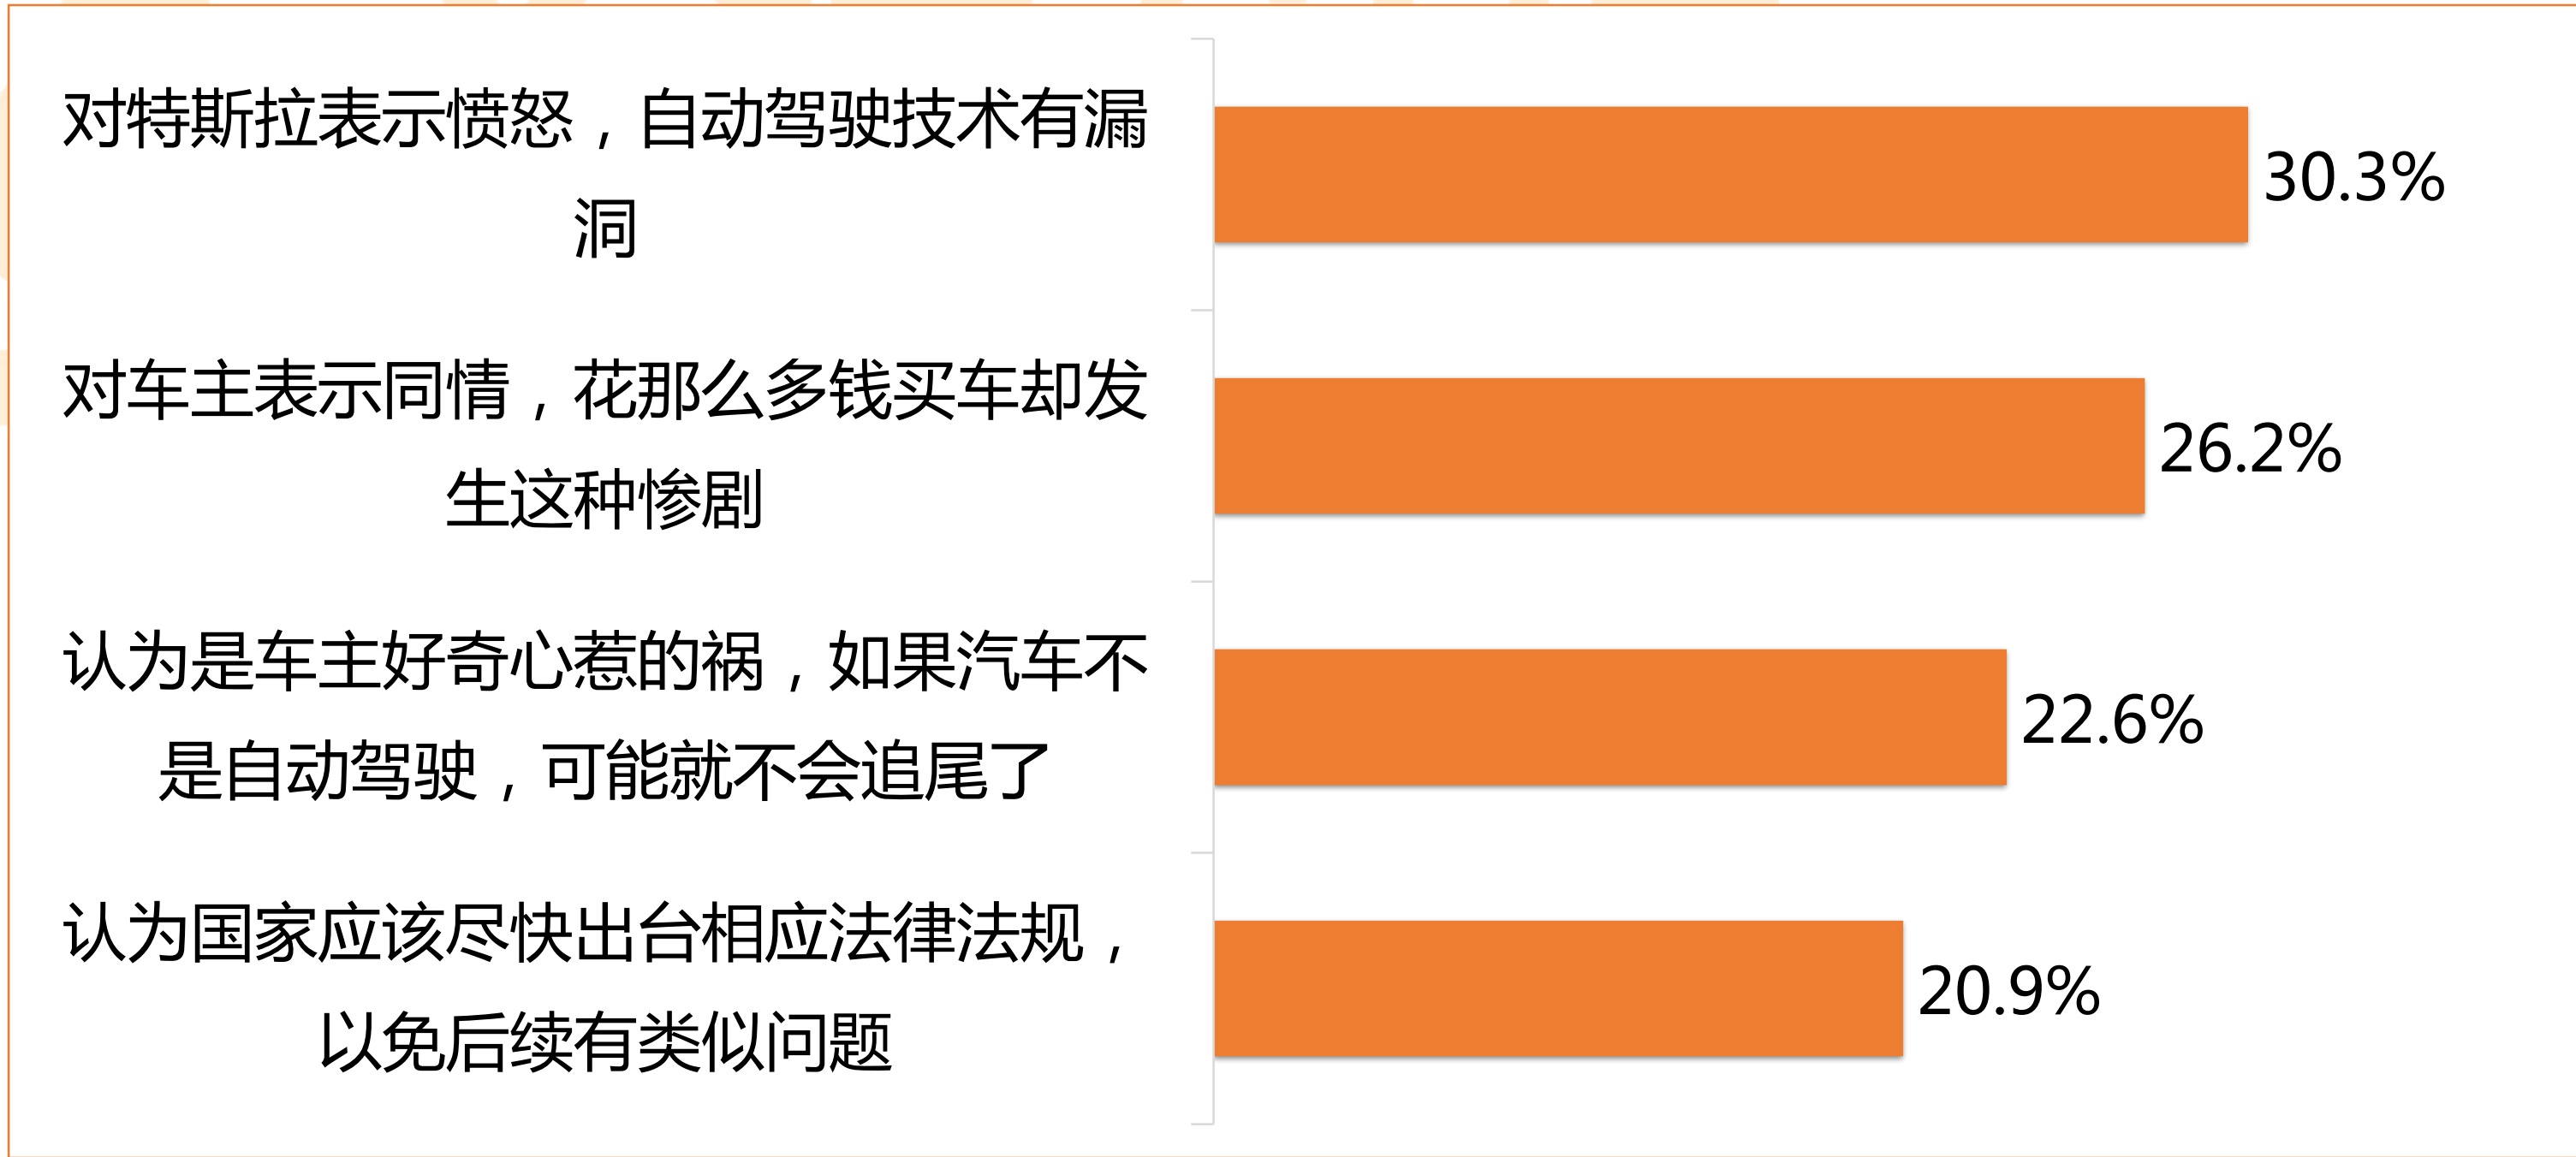 对特斯拉表示愤怒，自动驾驶技术有漏
洞
30.3%
对车主表示同情，花那么多钱买车却发
生这种惨剧
26.2%
认为是车主好奇心惹的祸，如果汽车不
是自动驾驶，可能就不会追尾了
22.6%
认为国家应该尽快出台相应法律法规，
以免后续有类似问题
20.9%